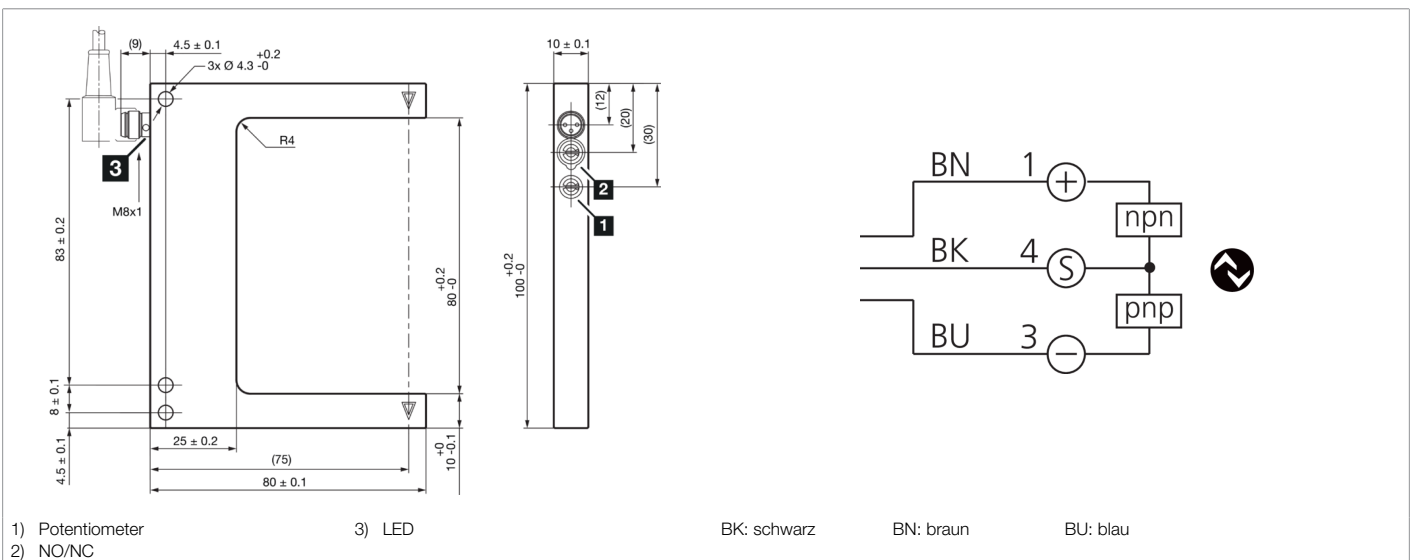 (9)
4.5 ± 0.1
3x Ø 4.3 +0.2 -0
R4
3
M8x1
83 ± 0.2
8 ± 0.1
4.5 ± 0.1
25 ± 0.2
(75)
80 ± 0.1
80 +0.2 -0
10 +0 -0.1
10 ± 0.1
(12)
(20)
(30)
2
1
100 +0.2 -0
BN 1 +
npn
BK 4 S
pnp
BU 3 −
1) Potentiometer
2) NO/NC
3) LED
BK: schwarz
BN: braun
BU: blau